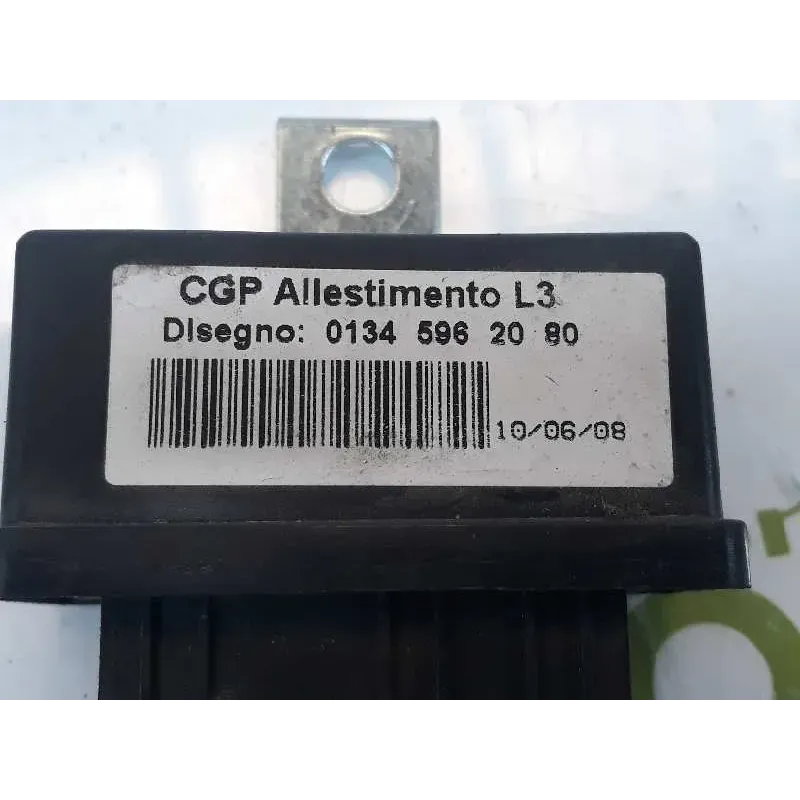 CGP Allestimento L3
Disegno: 0134 596 20 80
10/06/08